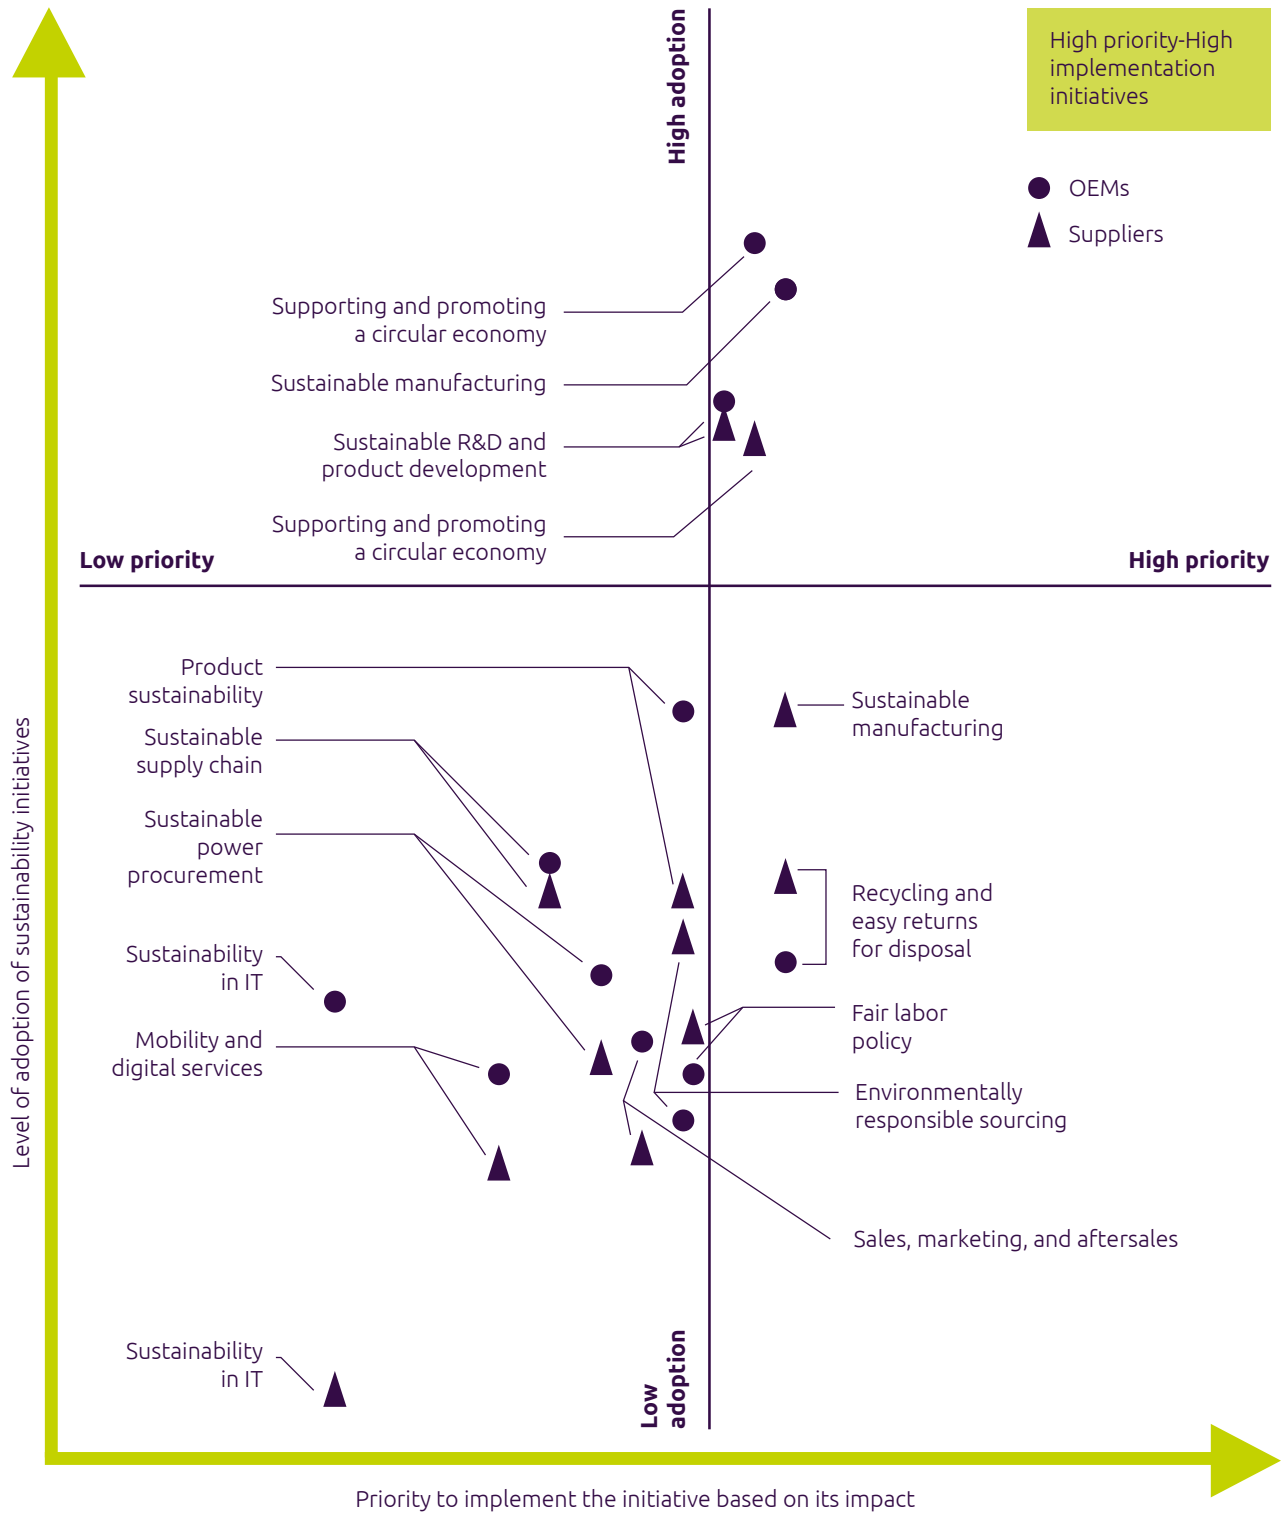 High adoption
High priority-High
implementation
initiatives
OEMs
Suppliers
Supporting and promoting
a circular economy
Sustainable manufacturing
Sustainable R&D and
product development
Supporting and promoting
a circular economy
Low priority
High priority
Product
sustainability
Sustainable
supply chain
Sustainable
power
procurement
Sustainability
in IT
Mobility and
digital services
Sustainable
manufacturing
Recycling and
easy returns
for disposal
Fair labor
policy
Environmentally
responsible sourcing
Sales, marketing, and aftersales
Sustainability
in IT
Low
adoption
Level of adoption of sustainability initiatives
Priority to implement the initiative based on its impact